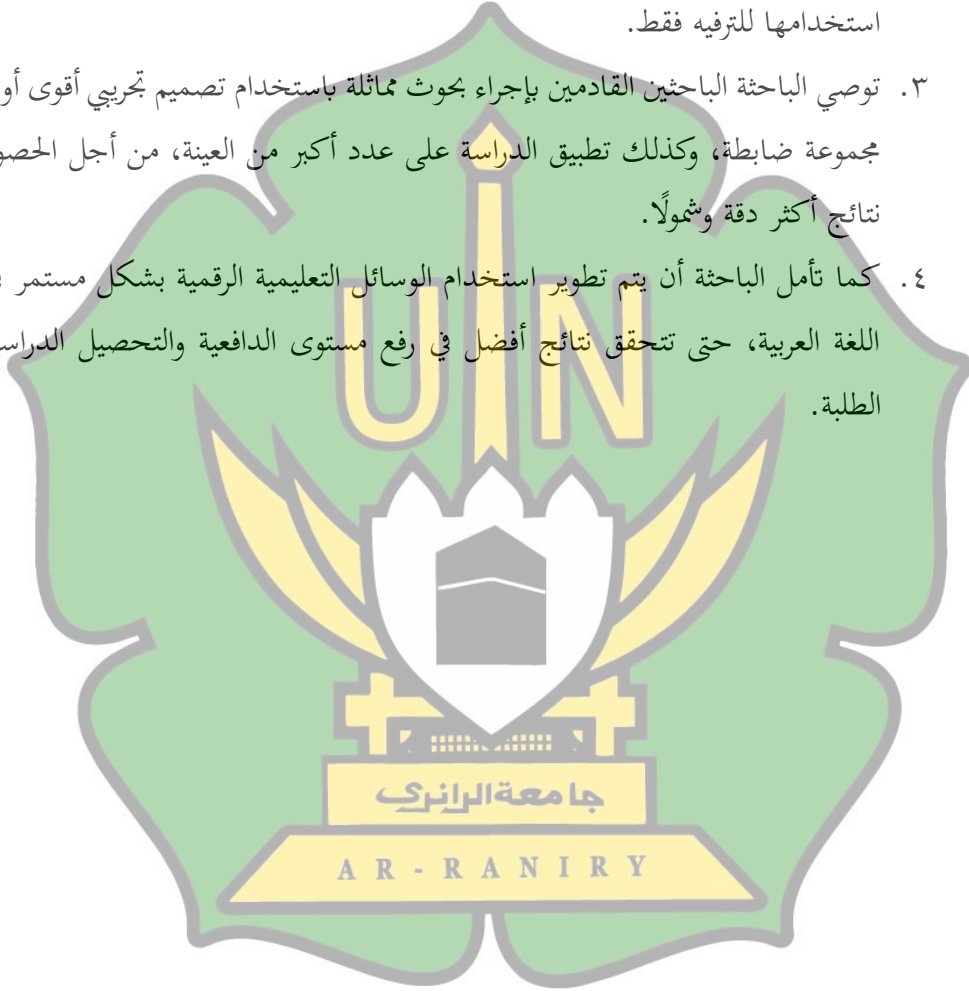 استخدامها للترفيه فقط.
٣. توصي الباحثة الباحثين القادمين بإجراء بحوث مماثلة باستخدام تصميم تجريبي أقوى أو
مجموعة ضابطة، وكذلك تطبيق الدراسة على عدد أكبر من العينة، من أجل
نتائج أكثر دقة وشمولًا.
٤. كما تأمل الباحثة أن يتم تطوير استخدام الوسائل التعليمية الرقمية بشكل مستمر
اللغة العربية، حتى تتحقق نتائج أفضل في رفع مستوى الدافعية والتحصيل
الطلبة.
UIN
جامعة الرانري
AR-RANIRY